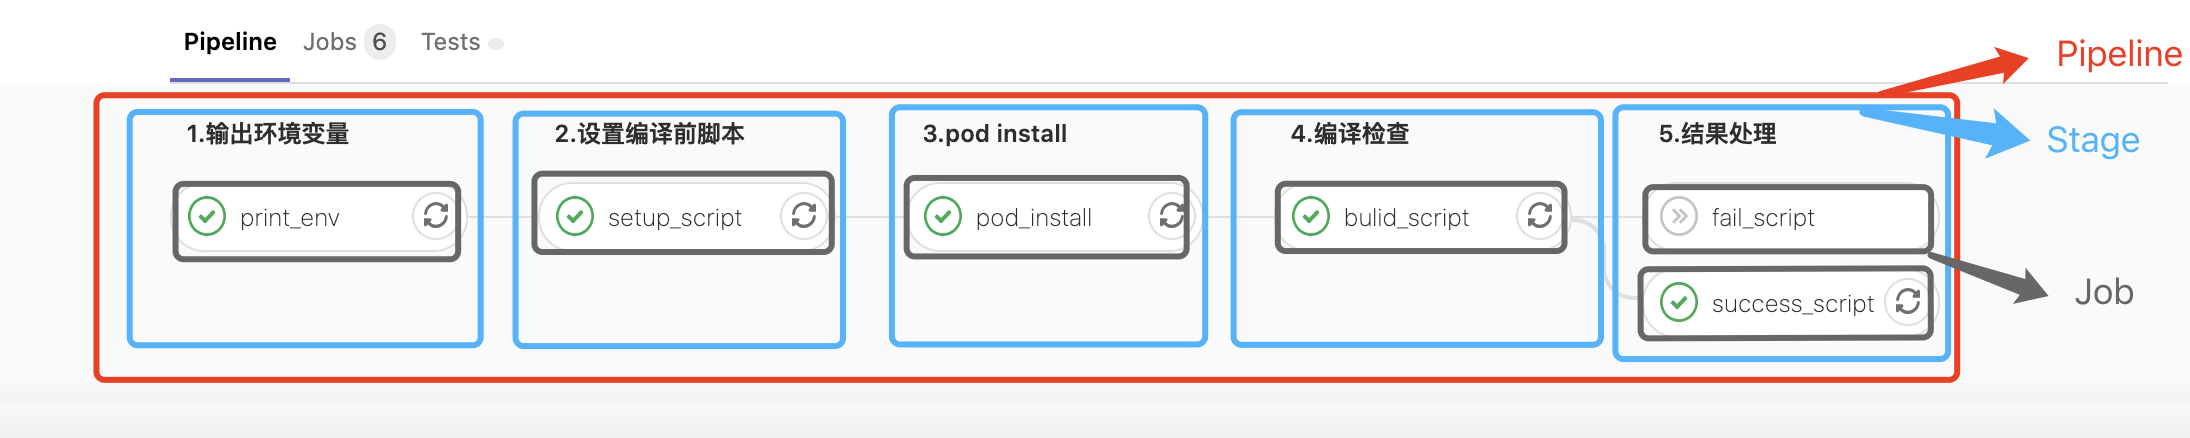 Pipeline Jobs 6 Tests
Pipeline
1.输出环境变量
2.设置编译前脚本
3.pod install
4.编译检查
5.结果处理
Stage
print_env
setup_script
pod_install
bulid_script
fail_script
success_script
Job